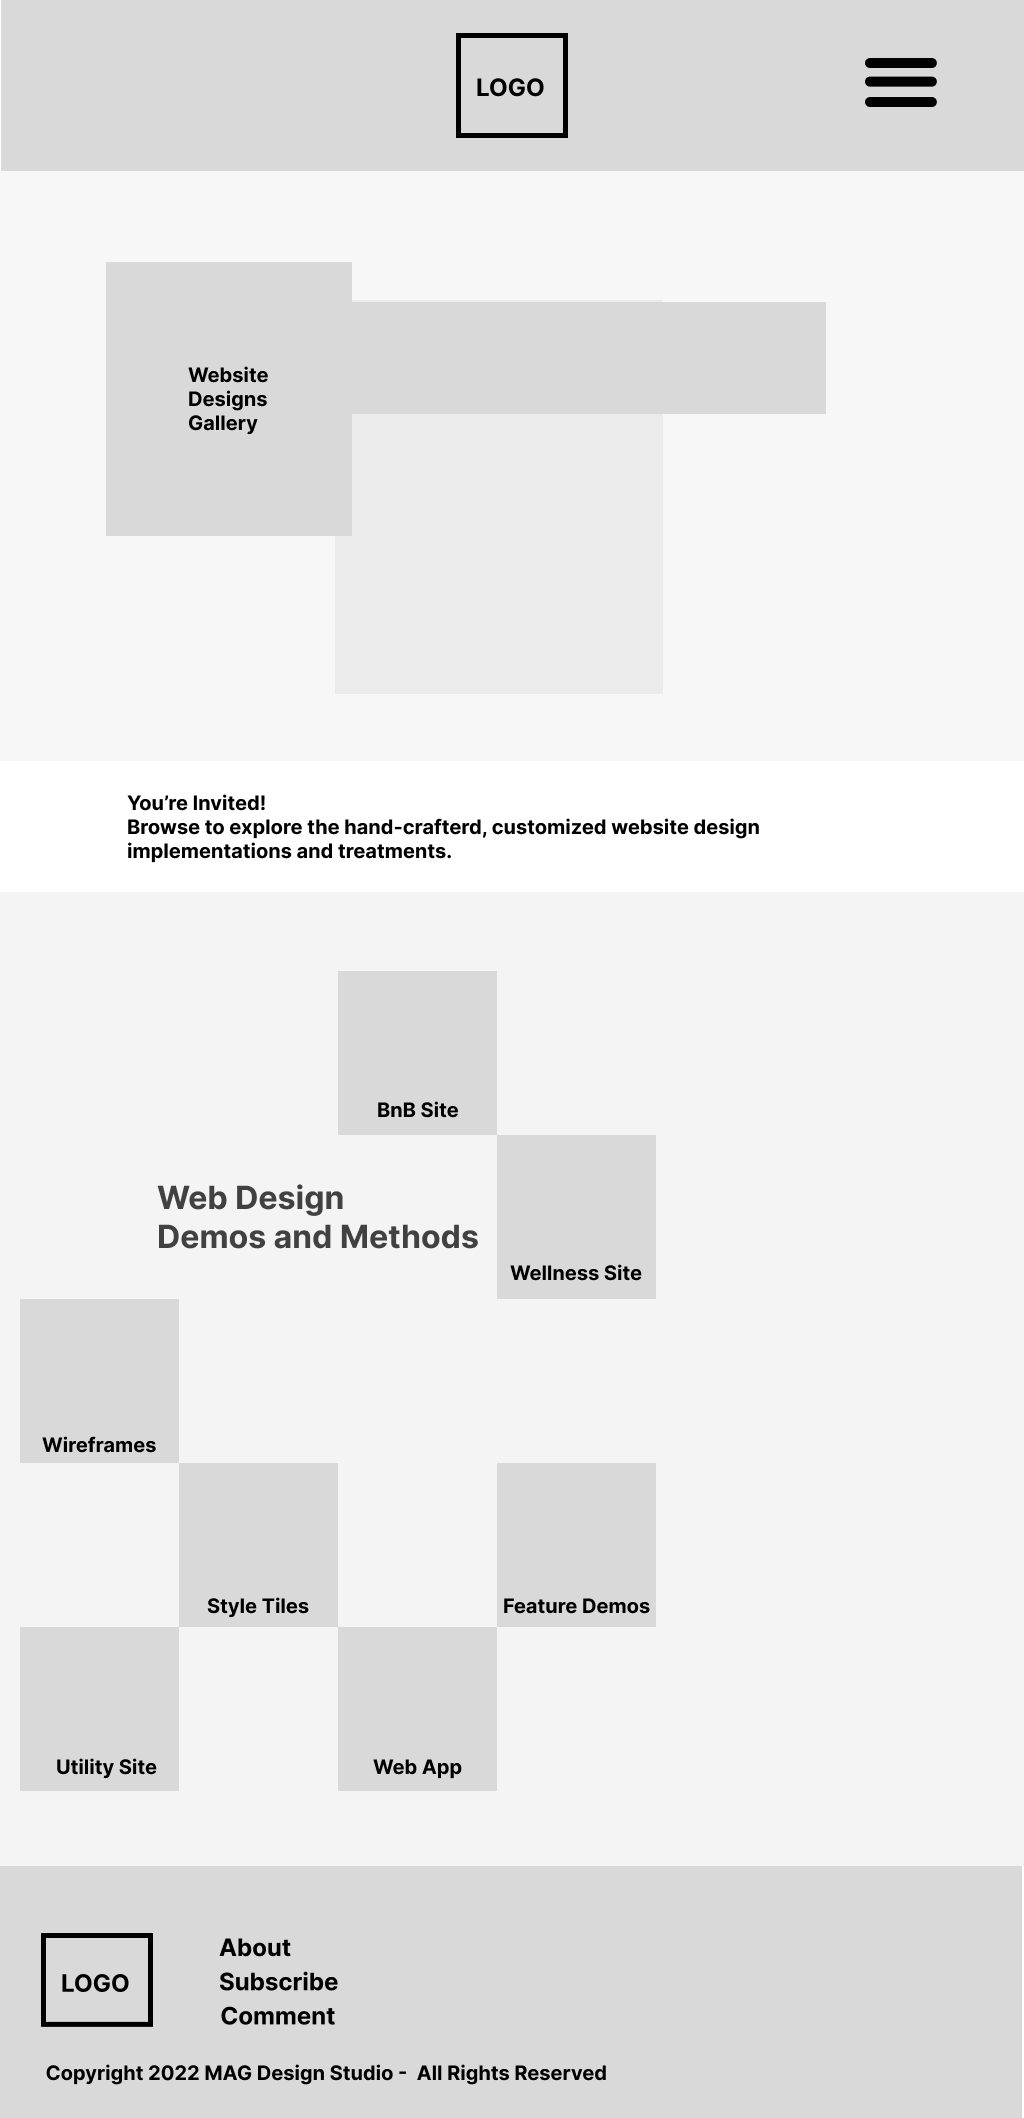 LOGO
Website
Designs
Gallery
You’re Invited!
Browse to explore the hand-crafterd, customized website design
implementations and treatments.
BnB Site
Web Design
Demos and Methods
Wellness Site
Wireframes
Style Tiles
Feature Demos
Utility Site
Web App
LOGO
About
Subscribe
Comment
Copyright 2022 MAG Design Studio -  All Rights Reserved